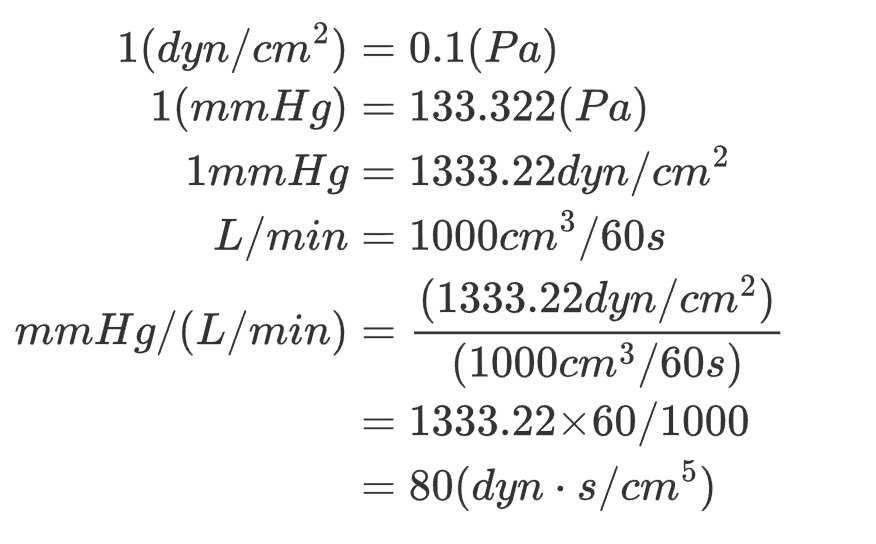 1(dyn/cm²) = 0.1(Pa)
1(mmHg) = 133.322(Pa)
1mmHg = 1333.22dyn/cm²
L/min = 1000cm³/60s
mmHg/(L/min) = (1333.22dyn/cm²)/(1000cm³/60s)
= 1333.22×60/1000
= 80(dyn · s/cm⁵)